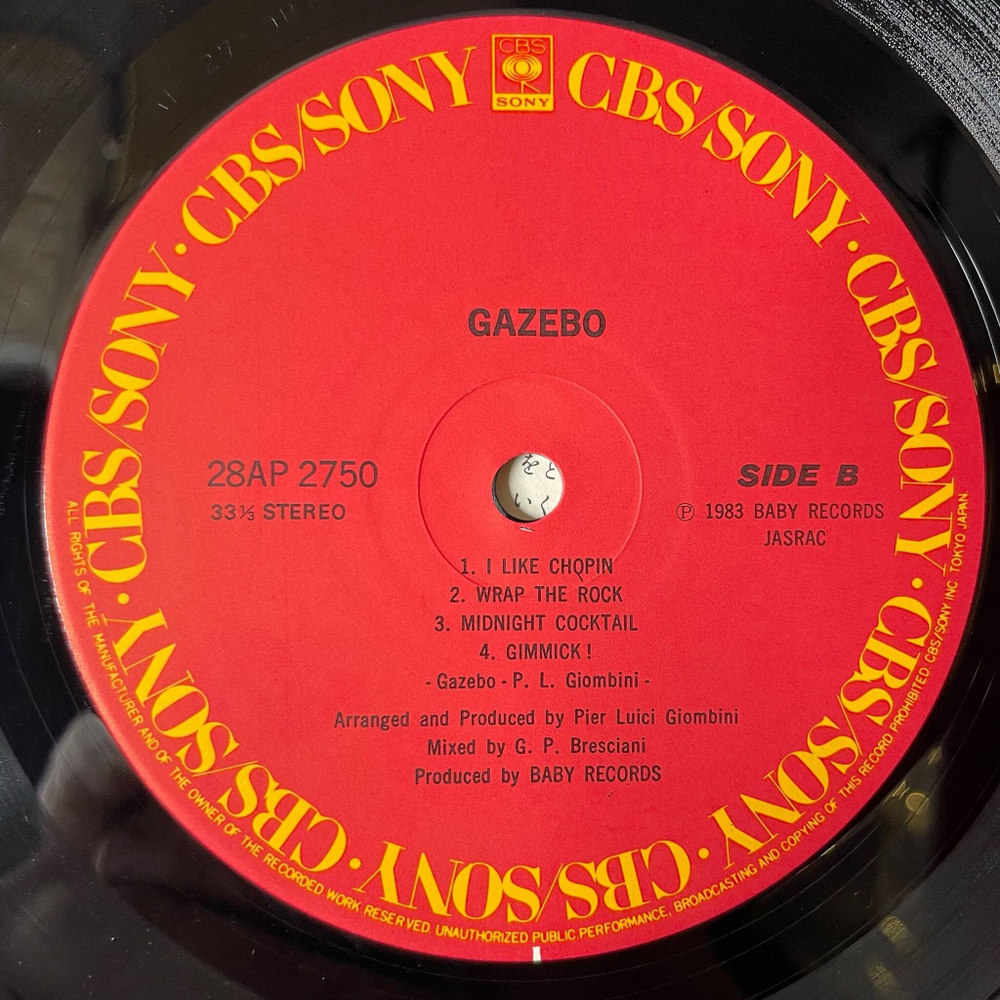 CBS
SONY
CBS/SONY · CBS/SONY · CBS/SONY · CBS/SONY · CBS/SONY · CBS/SONY · CBS/SONY · CBS/SONY · CBS/SONY
GAZEBO
28AP 2750
33⅓ STEREO
SIDE B
Ⓟ 1983 BABY RECORDS
JASRAC
1. I LIKE CHOPIN
2. WRAP THE ROCK
3. MIDNIGHT COCKTAIL
4. GIMMICK!
- Gazebo - P. L. Giombini -
Arranged and Produced by Pier Luici Giombini
Mixed by G. P. Bresciani
Produced by BABY RECORDS
ALL RIGHTS OF THE MANUFACTURER AND OF THE OWNER OF THE RECORDED WORK RESERVED. UNAUTHORIZED PUBLIC PERFORMANCE, BROADCASTING AND COPYING OF THIS RECORD PROHIBITED. CBS/SONY INC. TOKYO JAPAN